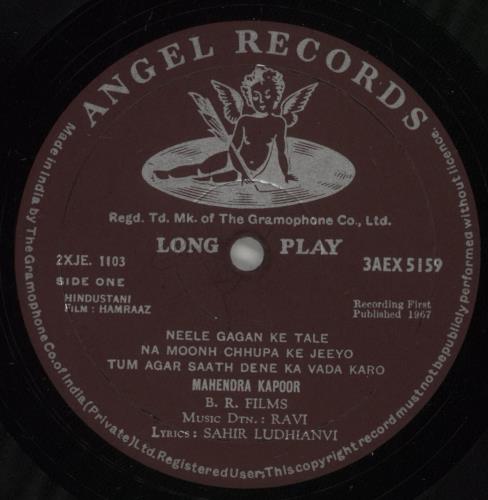 ANGEL RECORDS
Regd. Td. Mk. of The Gramophone Co., Ltd.
LONG PLAY
2XJE. 1103
3AEX 5159
SIDE ONE
HINDUSTANI
FILM : HAMRAAZ
Recording First
Published 1967
NEELE GAGAN KE TALE
NA MOONH CHHUPA KE JEEYO
TUM AGAR SAATH DENE KA VADA KARO
MAHENDRA KAPOOR
B. R. FILMS
MUSIC DTN. : RAVI
LYRICS : SAHIR LUDHIANVI
Made in India by The Gramophone Co. of India (Private) Ltd. Registered User; This copyright record must not be publicly performed without licence.